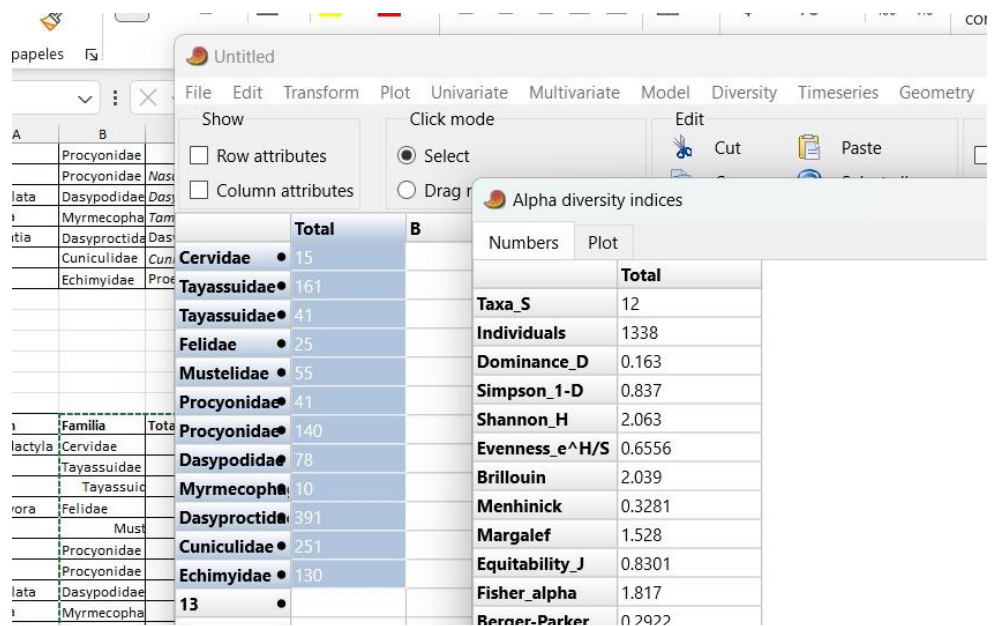 papeles
Untitled
File Edit Transform Plot Univariate Multivariate Model Diversity Timeseries Geometry
Show Click mode Edit
Row attributes Select Cut Paste
Column attributes Drag
Alpha diversity indices
Numbers Plot
A B
Procyonidae
Procyonidae
lata Dasypodidae
Myrmecopha
tia Dasyproctida
Cuniculidae
Echimyidae
Familia
dactyla Cervidae
Tayassuidae
Tayassuid
ora Felidae
Must
Procyonidae
Procyonidae
lata Dasypodidae
Myrmecopha
Total B
Cervidae 15
Tayassuidae 161
Tayassuidae 41
Felidae 25
Mustelidae 55
Procyonidae 41
Procyonidae 140
Dasypodidae 78
Myrmecopha 10
Dasyproctida 391
Cuniculidae 251
Echimyidae 130
13
Total
Taxa_S 12
Individuals 1338
Dominance_D 0.163
Simpson_1-D 0.837
Shannon_H 2.063
Evenness_e^H/S 0.6556
Brillouin 2.039
Menhinick 0.3281
Margalef 1.528
Equitability_J 0.8301
Fisher_alpha 1.817
Berger-Parker 0.2922